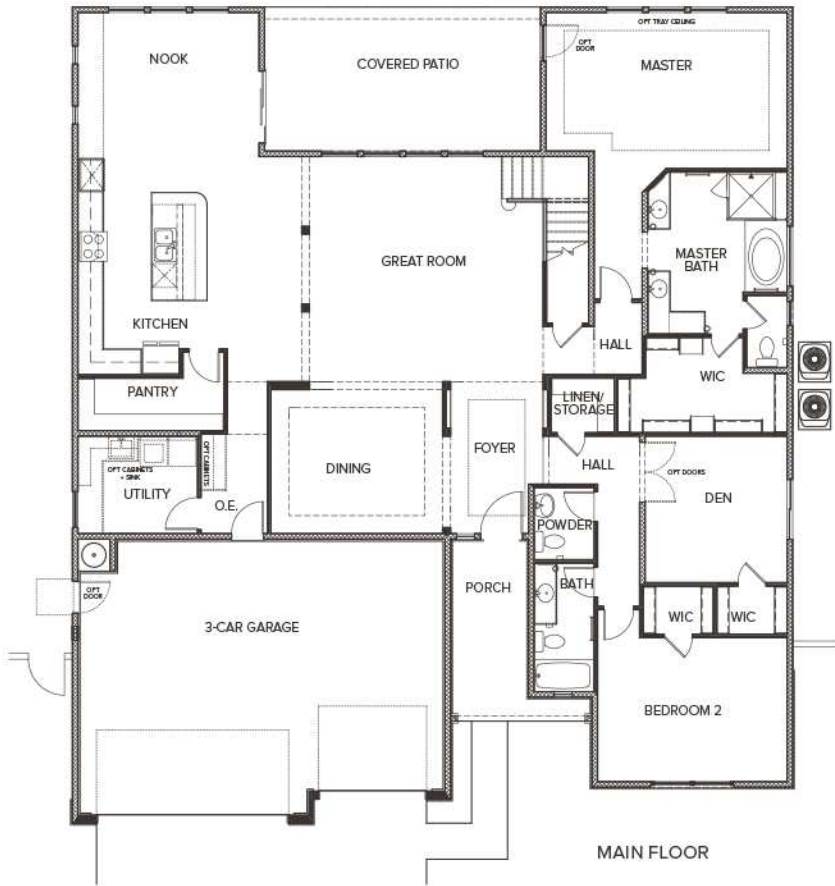 OPT TRAY CEILING
NOOK
COVERED PATIO
OPT
DOOR
MASTER
GREAT ROOM
MASTER
BATH
KITCHEN
HALL
PANTRY
WIC
LINEN/
STORAGE
OPT CABINETS
+ SINK
UTILITY
OPT CABINETS
O.E.
DINING
FOYER
HALL
OPT DOORS
DEN
POWDER
OPT
DOOR
3-CAR GARAGE
PORCH
BATH
WIC
WIC
BEDROOM 2
MAIN FLOOR